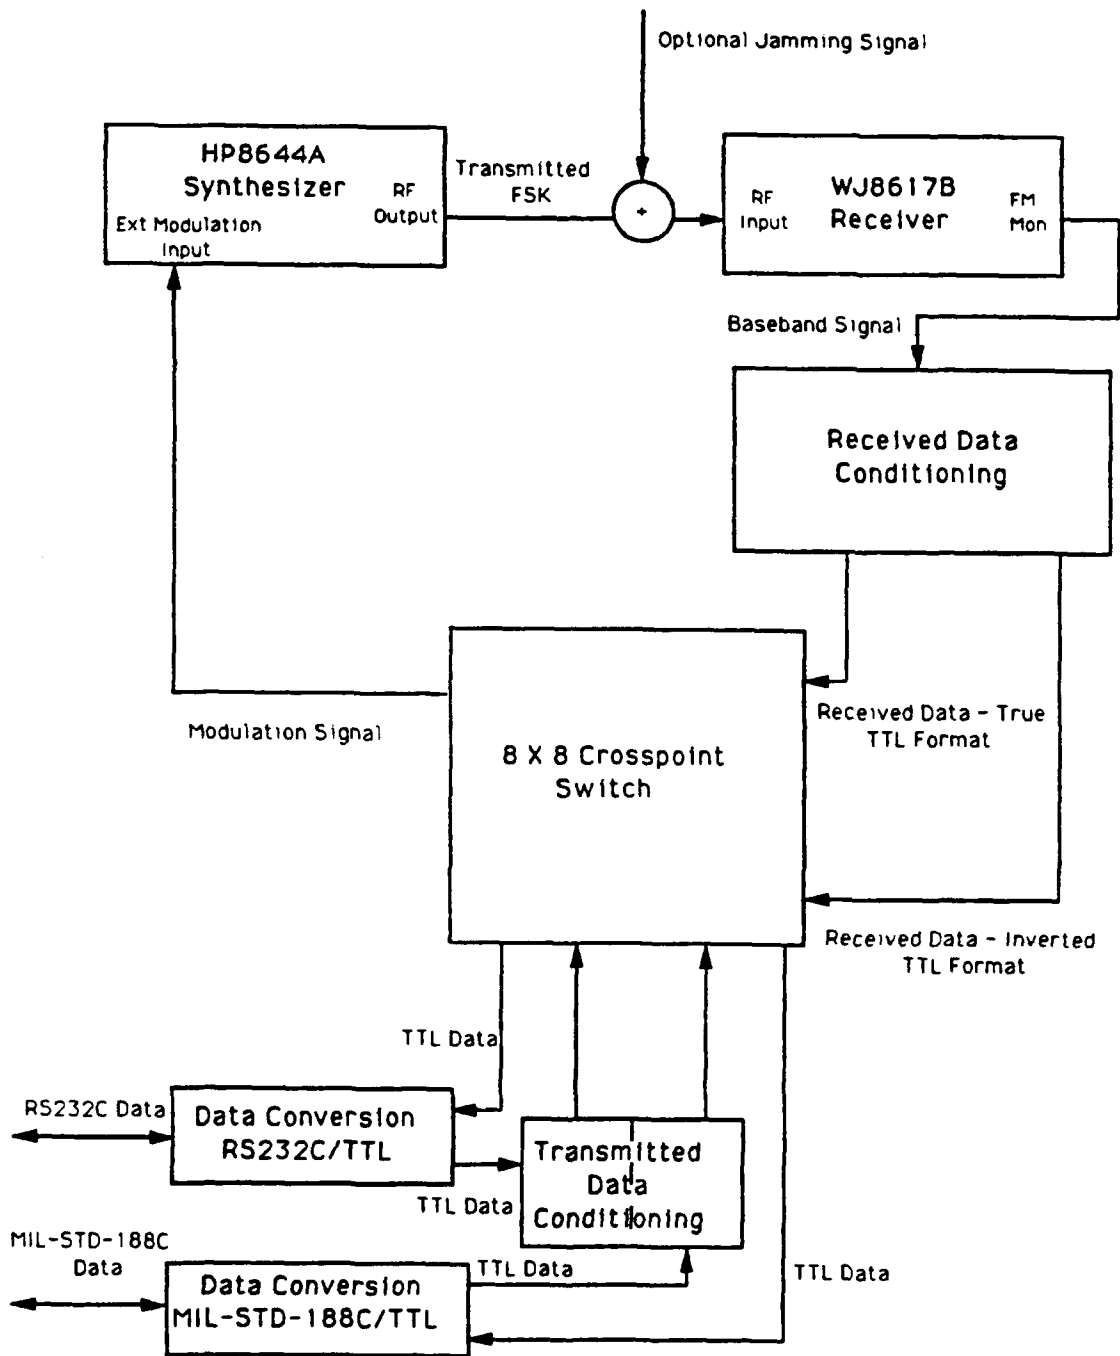 Optional Jamming Signal
HP8644A
Synthesizer
RF
Output
Ext Modulation
Input
Transmitted
FSK
+
RF
Input
WJ8617B
Receiver
FM
Mon
Baseband Signal
Received Data
Conditioning
Modulation Signal
8 X 8 Crosspoint
Switch
Received Data - True
TTL Format
Received Data - Inverted
TTL Format
TTL Data
RS232C Data
Data Conversion
RS232C/TTL
TTL Data
Transmitted
Data
Conditioning
MIL-STD-188C
Data
Data Conversion
MIL-STD-188C/TTL
TTL Data
TTL Data